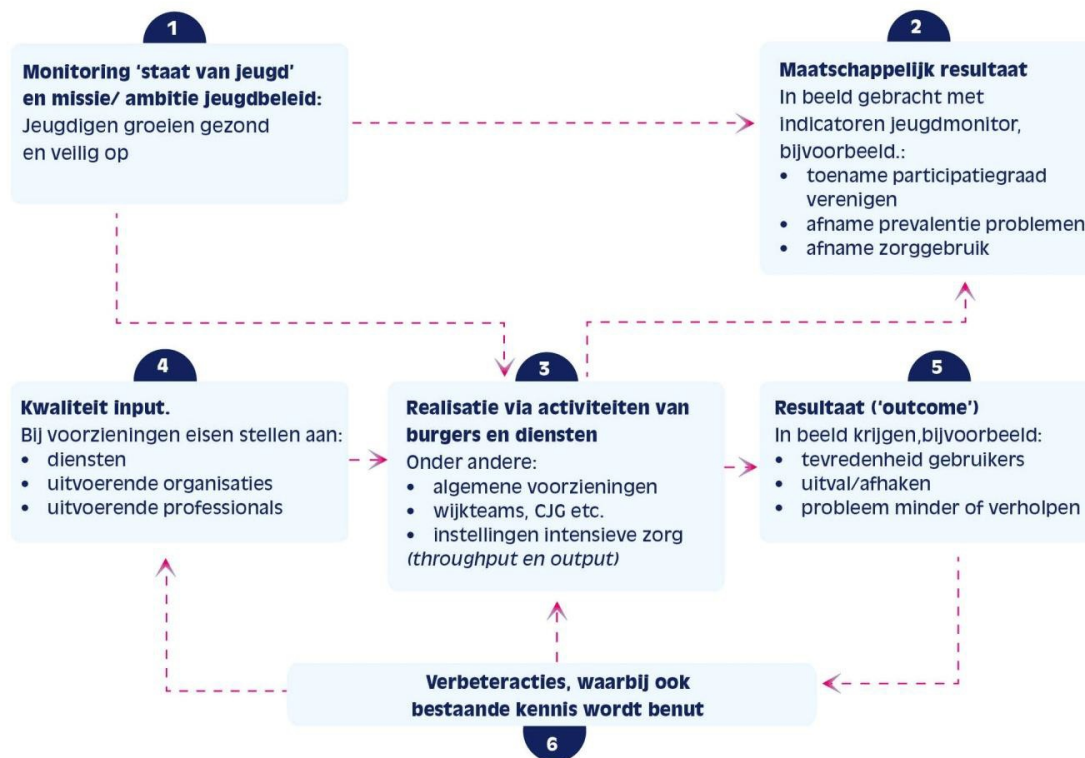 1
Monitoring ‘staat van jeugd’
en missie/ ambitie jeugdbeleid:
Jeugdigen groeien gezond
en veilig op
2
Maatschappelijk resultaat
In beeld gebracht met
indicatoren jeugdmonitor,
bijvoorbeeld.:
• toename participatiegraad
verenigen
• afname prevalentie problemen
• afname zorggebruik
4
Kwaliteit input.
Bij voorzieningen eisen stellen aan:
• diensten
• uitvoerende organisaties
• uitvoerende professionals
3
Realisatie via activiteiten van
burgers en diensten
Onder andere:
• algemene voorzieningen
• wijkteams, CJG etc.
• instellingen intensieve zorg
(throughput en output)
5
Resultaat (‘outcome’)
In beeld krijgen,bijvoorbeeld:
• tevredenheid gebruikers
• uitval/afhaken
• probleem minder of verholpen
Verbeteracties, waarbij ook
bestaande kennis wordt benut
6